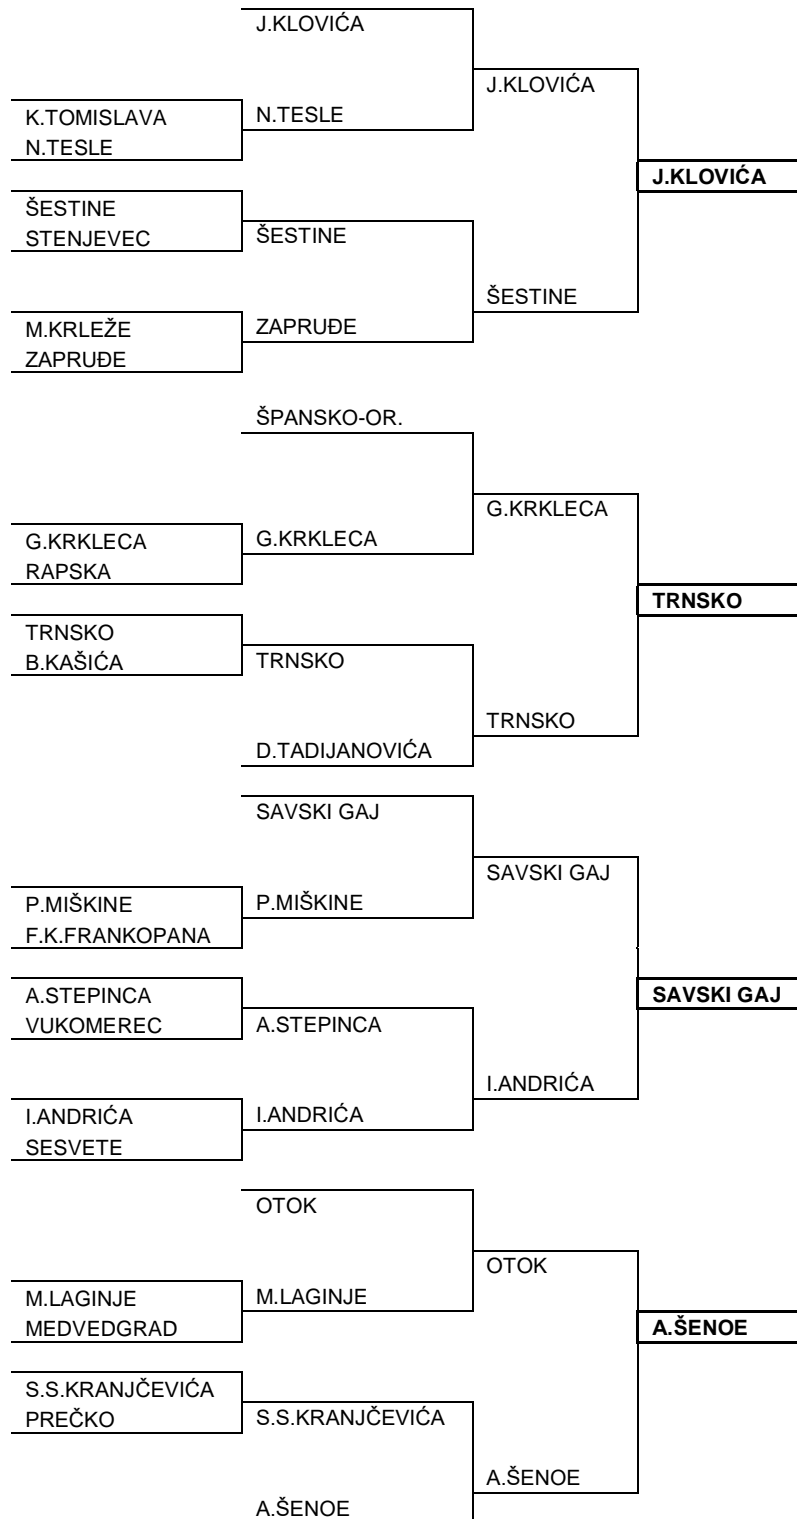 J.KLOVIĆA
J.KLOVIĆA
K.TOMISLAVA
N.TESLE
N.TESLE
J.KLOVIĆA
ŠESTINE
STENJEVEC
ŠESTINE
ŠESTINE
M.KRLEŽE
ZAPRUĐE
ZAPRUĐE
ŠPANSKO-OR.
G.KRKLECA
G.KRKLECA
RAPSKA
G.KRKLECA
TRNSKO
TRNSKO
B.KAŠIĆA
TRNSKO
TRNSKO
D.TADIJANOVIĆA
SAVSKI GAJ
SAVSKI GAJ
P.MIŠKINE
F.K.FRANKOPANA
P.MIŠKINE
SAVSKI GAJ
A.STEPINCA
VUKOMEREC
A.STEPINCA
I.ANDRIĆA
I.ANDRIĆA
SESVETE
I.ANDRIĆA
OTOK
OTOK
M.LAGINJE
MEDVEDGRAD
M.LAGINJE
A.ŠENOE
S.S.KRANJČEVIĆA
PREČKO
S.S.KRANJČEVIĆA
A.ŠENOE
A.ŠENOE